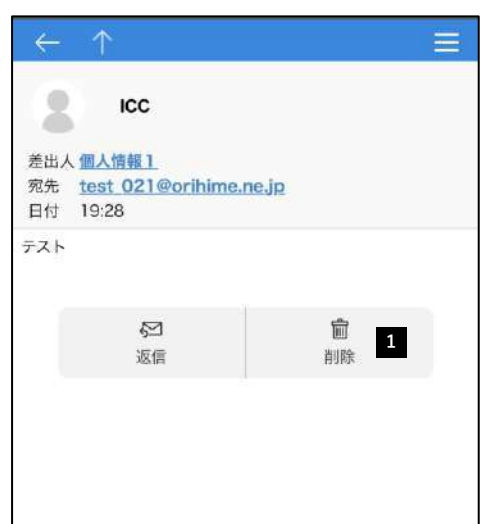 ICC
差出人 個人情報1
宛先 test_021@orihime.ne.jp
日付 19:28
テスト
返信 削除 1